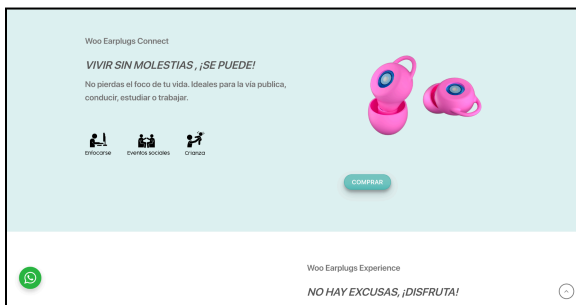 Woo Earplugs Connect
VIVIR SIN MOLESTIAS , ¡SE PUEDE!
No pierdas el foco de tu vida. Ideales para la vía publica,
conducir, estudiar o trabajar.
Enfocarse Eventos sociales Crianza
COMPRAR
Woo Earplugs Experience
NO HAY EXCUSAS, ¡DISFRUTA!